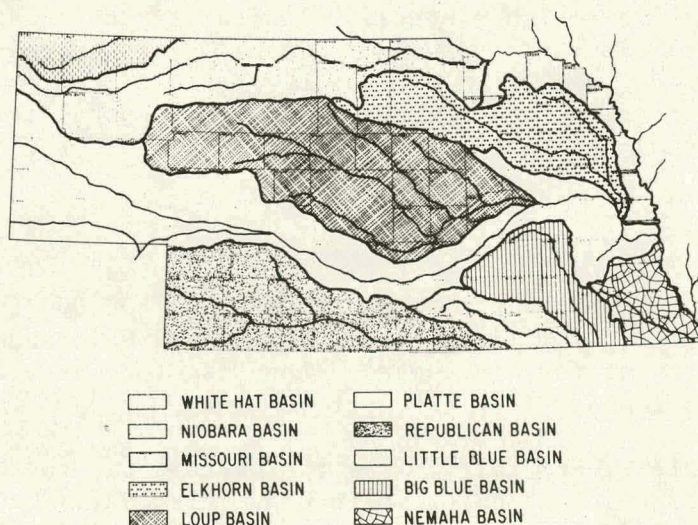 WHITE HAT BASIN
NIOBARA BASIN
MISSOURI BASIN
ELKHORN BASIN
LOUP BASIN
PLATTE BASIN
REPUBLICAN BASIN
LITTLE BLUE BASIN
BIG BLUE BASIN
NEMAHA BASIN